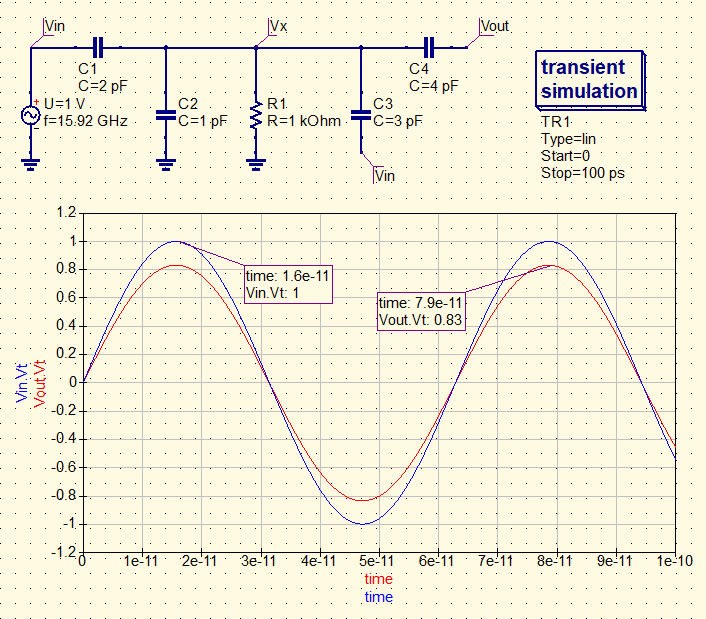 Vin
Vx
Vout
C1
C=2 pF
C4
C=4 pF
+
U=1 V
f=15.92 GHz
-
C2
C=1 pF
R1
R=1 kOhm
C3
C=3 pF
Vin
transient
simulation
TR1
Type=lin
Start=0
Stop=100 ps
1.2
1
0.8
0.6
0.4
0.2
0
-0.2
-0.4
-0.6
-0.8
-1
-1.2
Vin.Vt
Vout.Vt
time: 1.6e-11
Vin.Vt: 1
time: 7.9e-11
Vout.Vt: 0.83
0 1e-11 2e-11 3e-11 4e-11 5e-11 6e-11 7e-11 8e-11 9e-11 1e-10
time
time